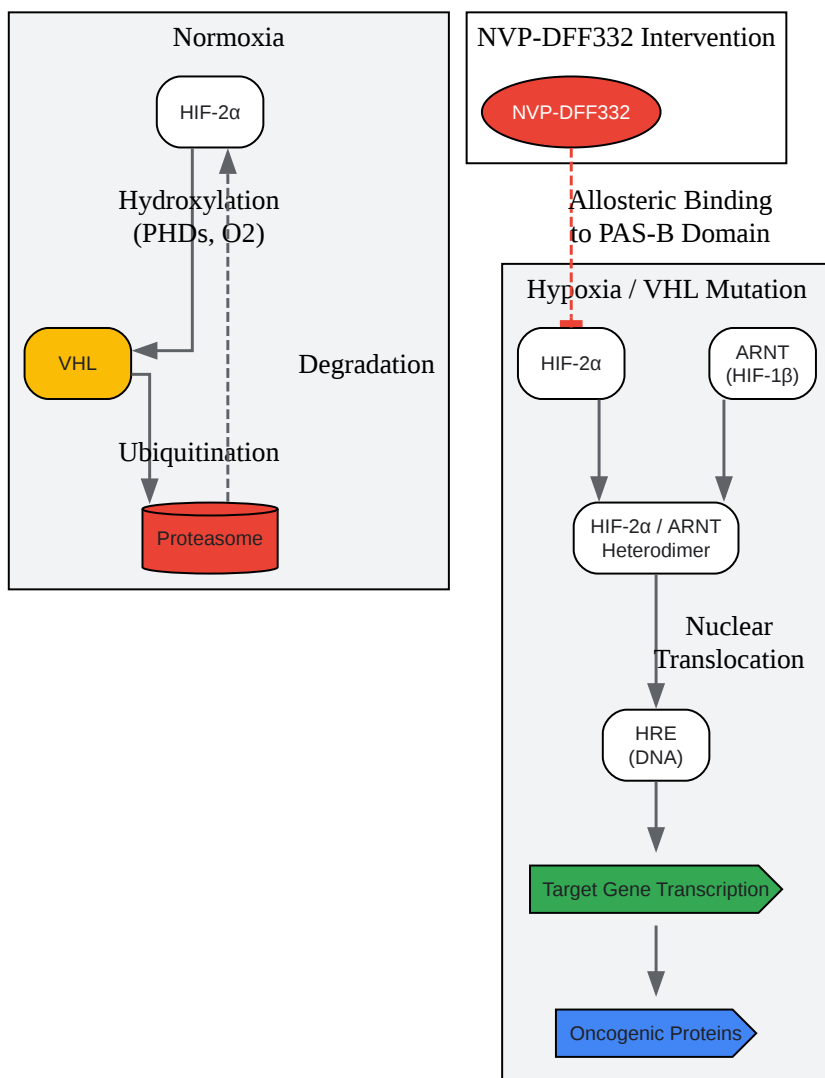 Normoxia
HIF-2α
Hydroxylation
(PHDs, O2)
VHL
Degradation
Ubiquitination
Proteasome
NVP-DFF332 Intervention
NVP-DFF332
Allosteric Binding
to PAS-B Domain
Hypoxia / VHL Mutation
HIF-2α
ARNT
(HIF-1β)
HIF-2α / ARNT
Heterodimer
Nuclear
Translocation
HRE
(DNA)
Target Gene Transcription
Oncogenic Proteins